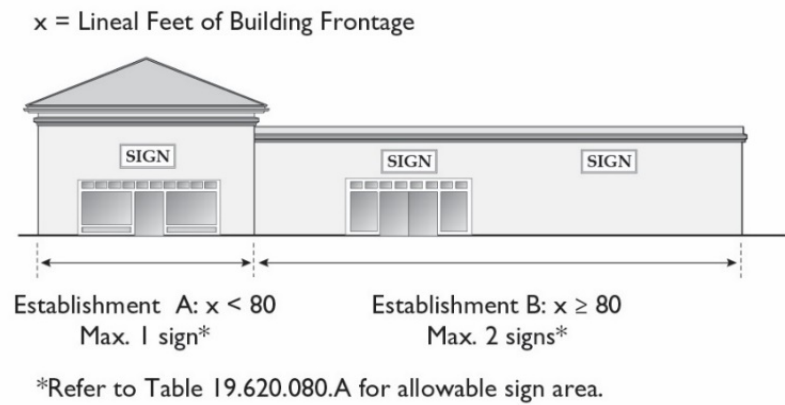 x = Lineal Feet of Building Frontage
SIGN
SIGN
SIGN
Establishment A: x < 80
Max. 1 sign*
Establishment B: x ≥ 80
Max. 2 signs*
*Refer to Table 19.620.080.A for allowable sign area.